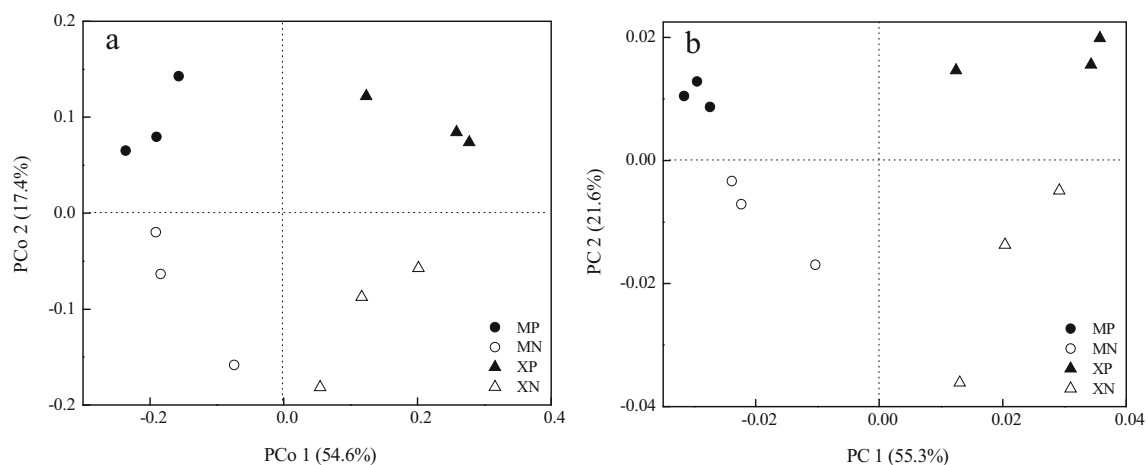 a
0.2
0.1
0.0
-0.1
-0.2
-0.2
0.0
0.2
0.4
PCo 2 (17.4%)
PCo 1 (54.6%)
MP
MN
XP
XN
b
0.02
0.00
-0.02
-0.04
-0.02
0.00
0.02
0.04
PC 2 (21.6%)
PC 1 (55.3%)
MP
MN
XP
XN